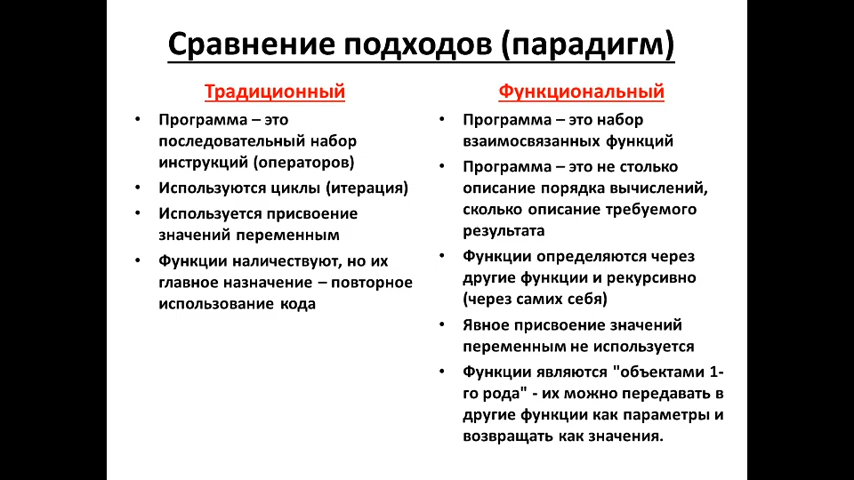 Сравнение подходов (парадигм)
Традиционный
• Программа – это
последовательный набор
инструкций (операторов)
• Используются циклы (итерация)
• Используется присвоение
значений переменным
• Функции наличествуют, но их
главное назначение – повторное
использование кода
Функциональный
• Программа – это набор
взаимосвязанных функций
• Программа – это не столько
описание порядка вычислений,
сколько описание требуемого
результата
• Функции определяются через
другие функции и рекурсивно
(через самих себя)
• Явное присвоение значений
переменным не используется
• Функции являются "объектами 1-
го рода" - их можно передавать в
другие функции как параметры и
возвращать как значения.